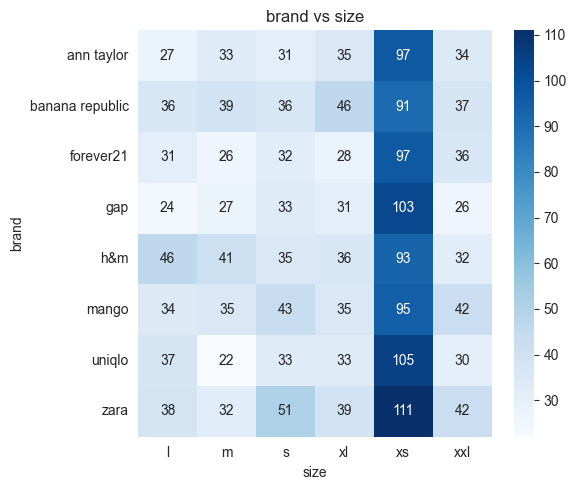 brand vs size
ann taylor 27 33 31 35 97 34
banana republic 36 39 36 46 91 37
forever21 31 26 32 28 97 36
gap 24 27 33 31 103 26
h&m 46 41 35 36 93 32
mango 34 35 43 35 95 42
uniqlo 37 22 33 33 105 30
zara 38 32 51 39 111 42
l m s xl xs xxl
size
brand
110
100
90
80
70
60
50
40
30